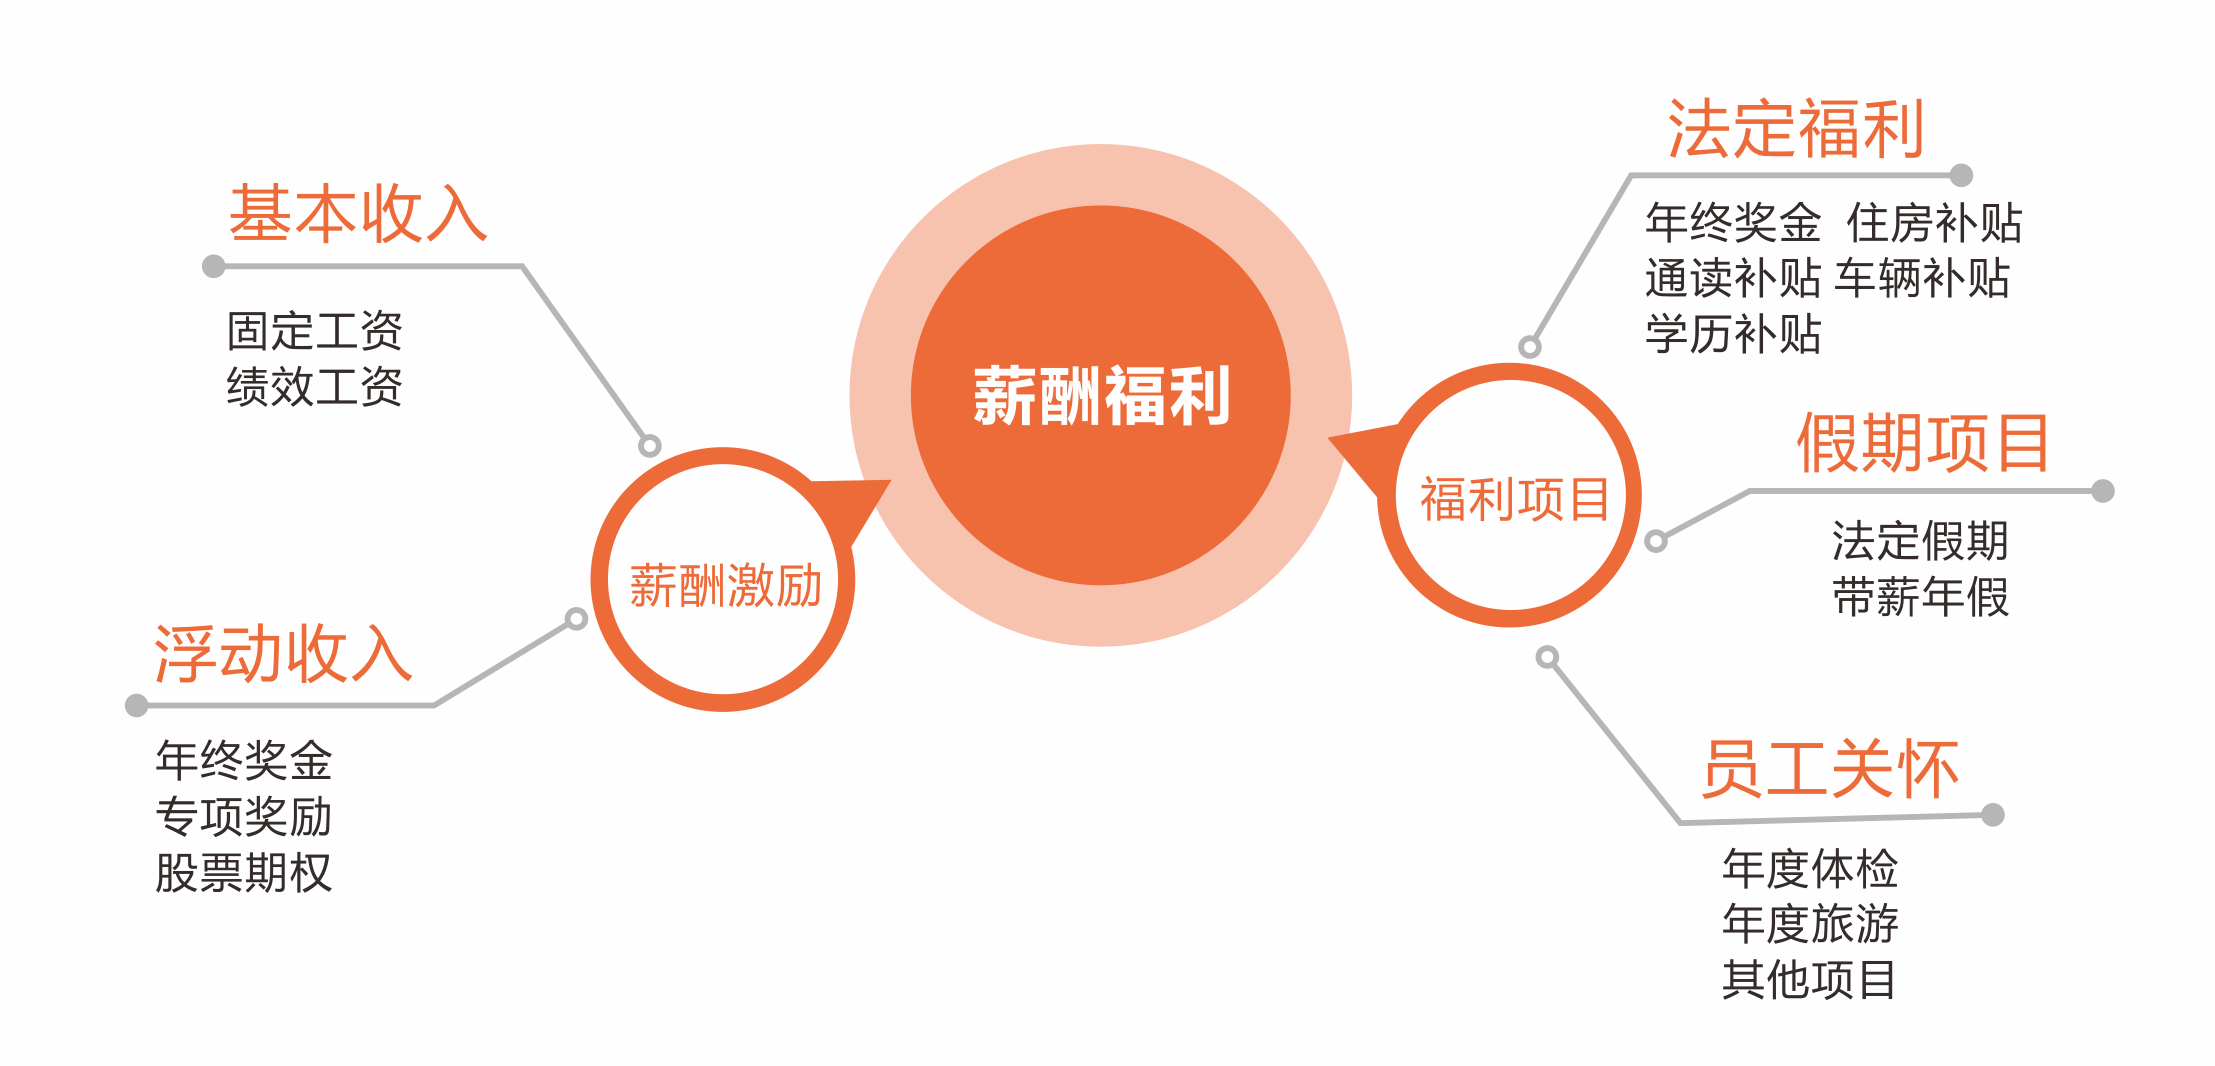 基本收入
固定工资
绩效工资
浮动收入
年终奖金
专项奖励
股票期权
薪酬激励
薪酬福利
福利项目
法定福利
年终奖金 住房补贴
通读补贴 车辆补贴
学历补贴
假期项目
法定假期
带薪年假
员工关怀
年度体检
年度旅游
其他项目